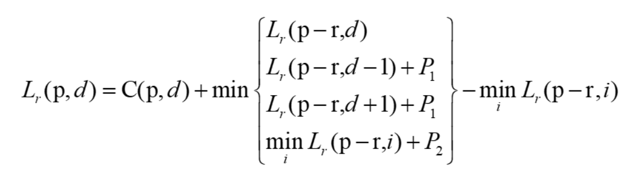 L_r(p,d) = C(p,d) + min { L_r(p−r,d)
L_r(p−r,d−1) + P_1
L_r(p−r,d+1) + P_1
min_i L_r(p−r,i) + P_2 } − min_i L_r(p−r,i)